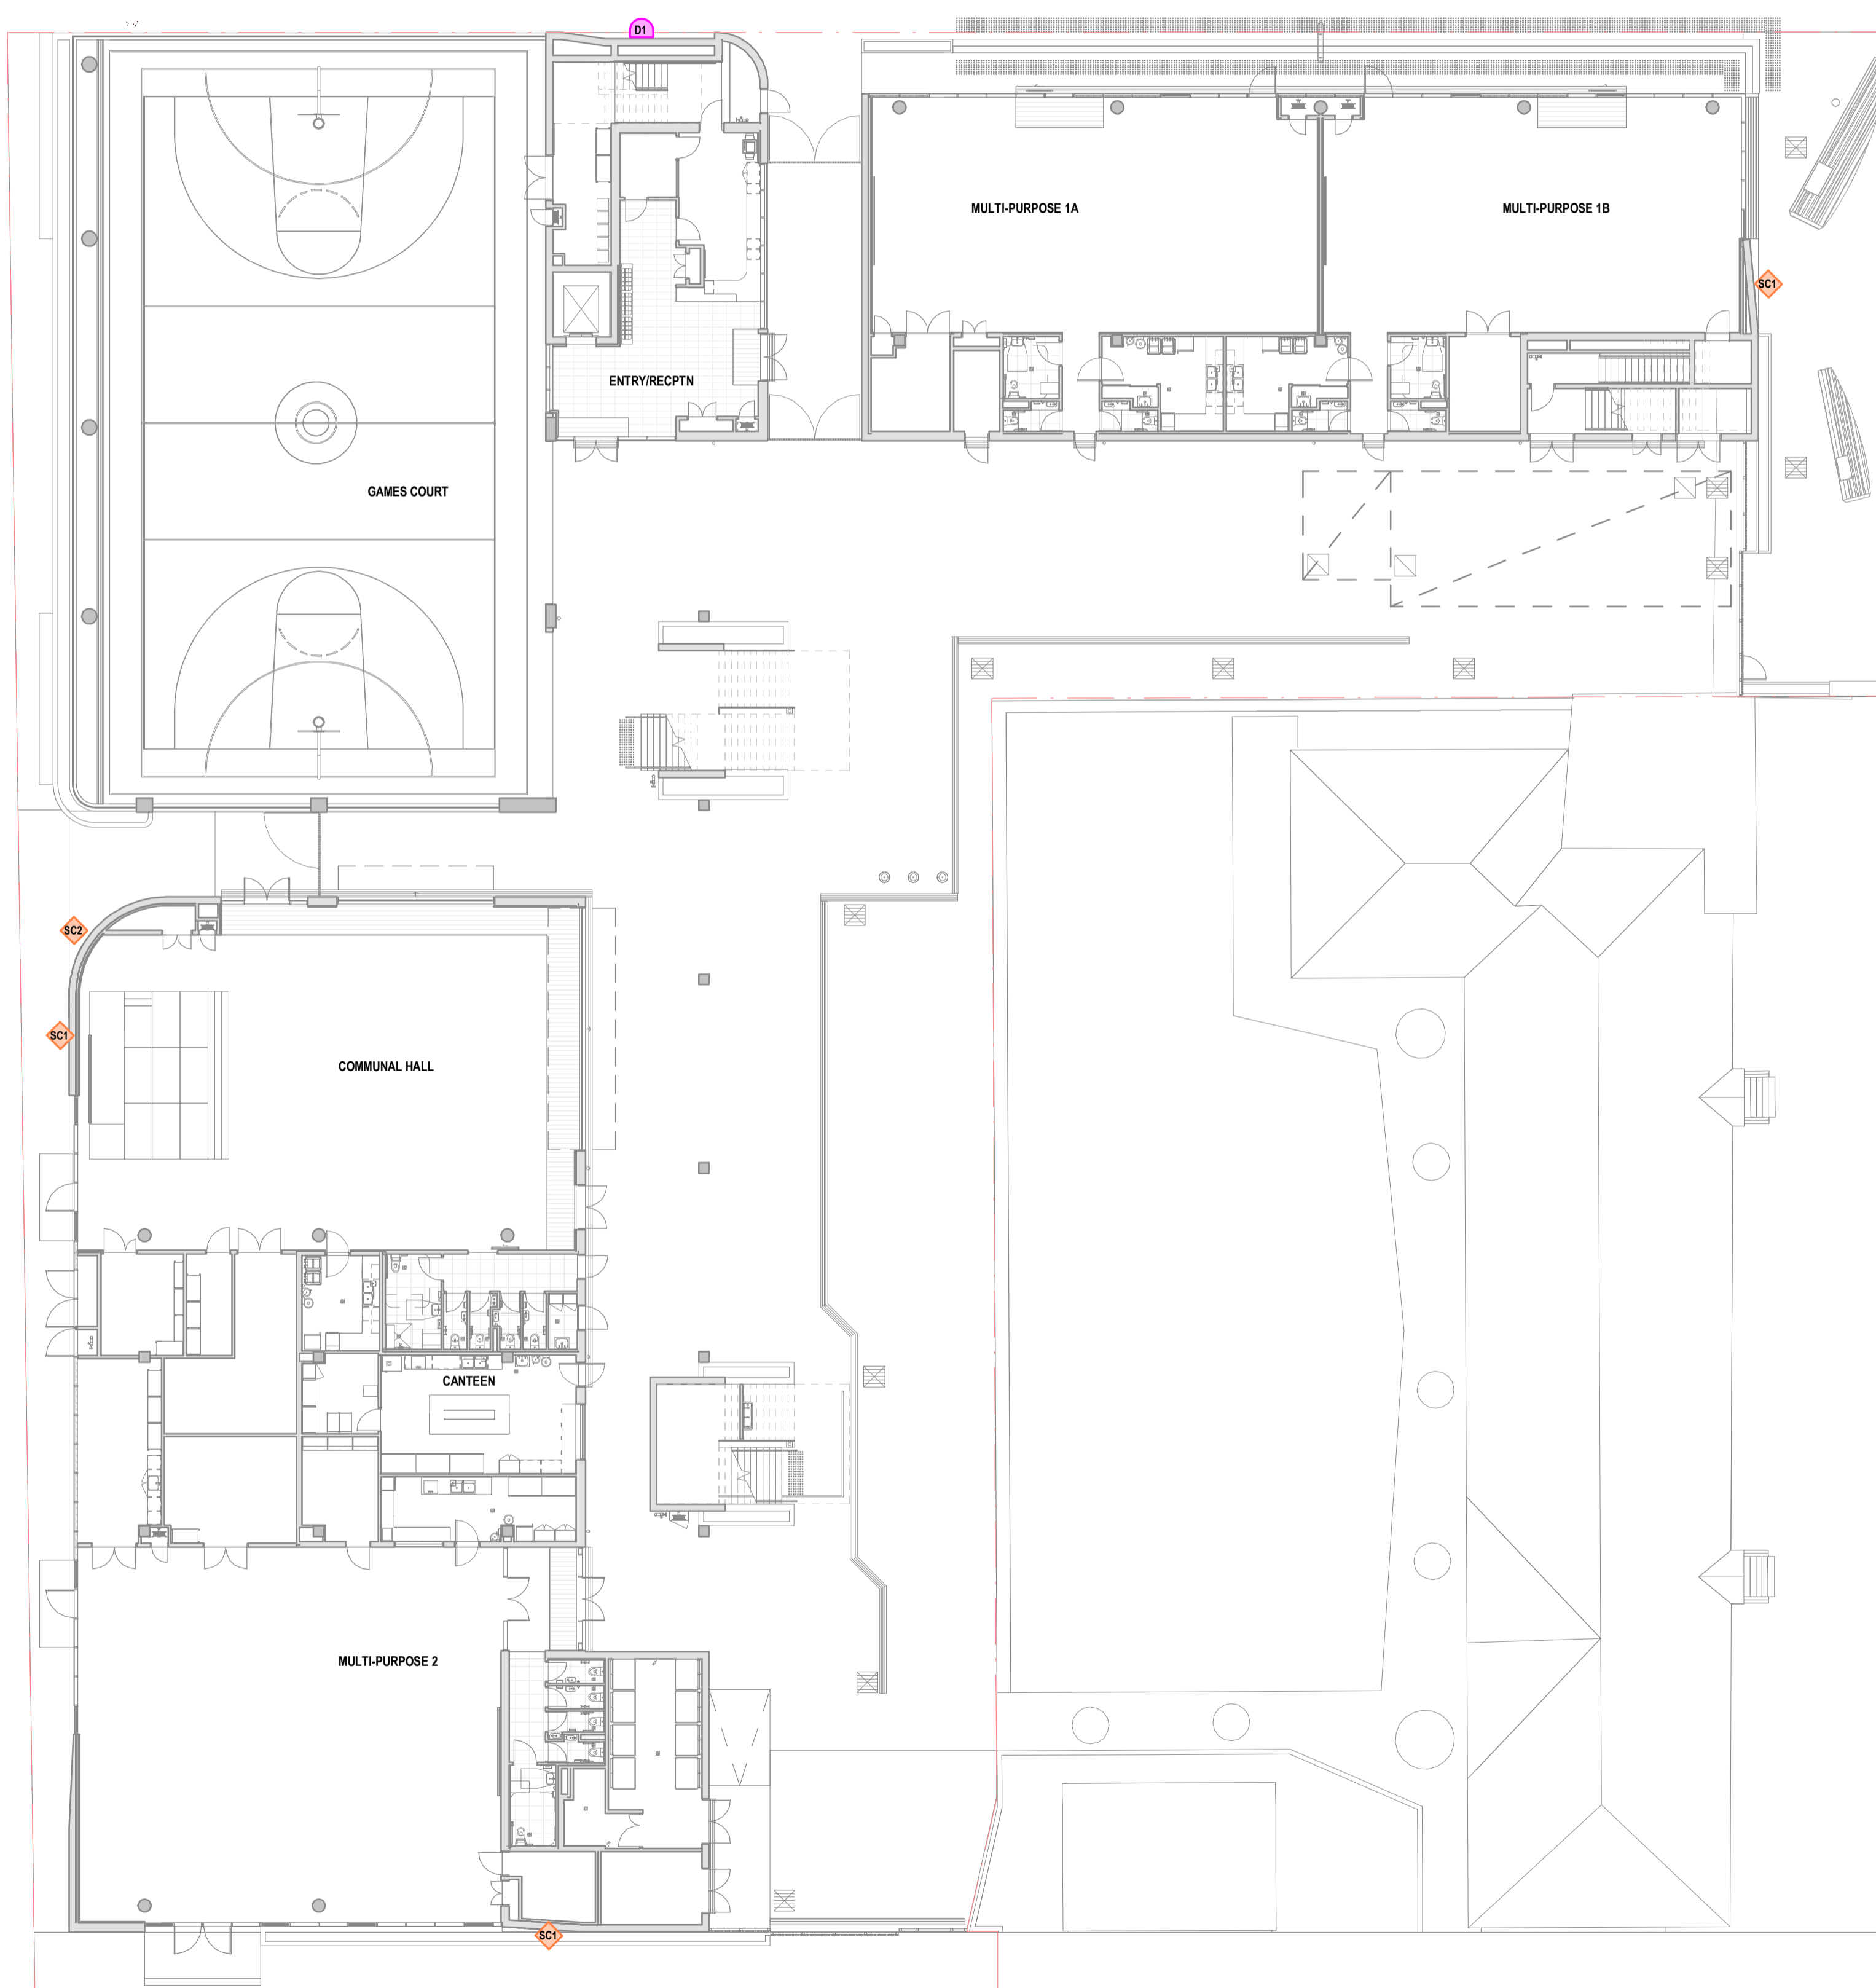 D1
MULTI-PURPOSE 1A
MULTI-PURPOSE 1B
SC1
ENTRY/RECPTN
GAMES COURT
SC2
SC1
COMMUNAL HALL
CANTEEN
MULTI-PURPOSE 2
SC1